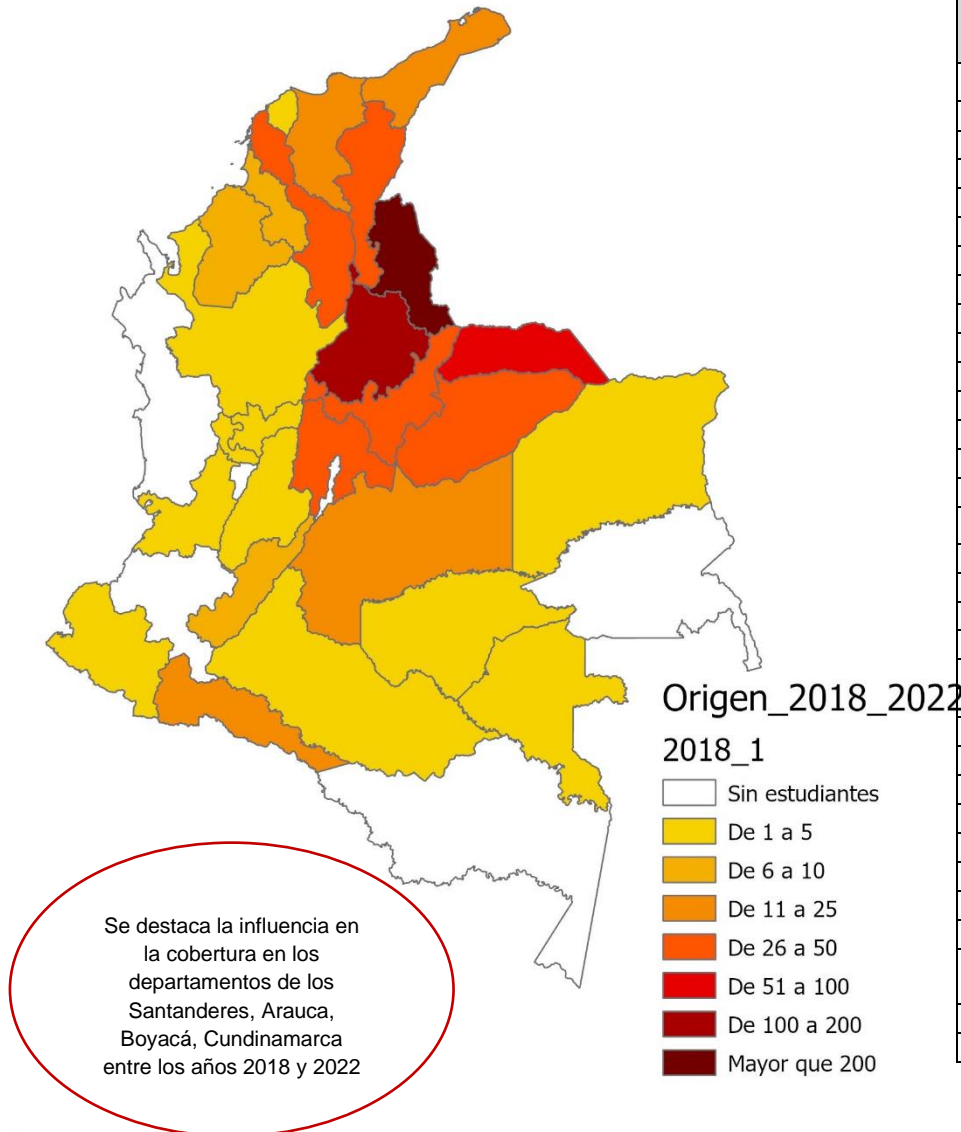 Origen_2018_2022
2018_1
Sin estudiantes
De 1 a 5
De 6 a 10
De 11 a 25
De 26 a 50
De 51 a 100
De 100 a 200
Mayor que 200
Se destaca la influencia en
la cobertura en los
departamentos de los
Santanderes, Arauca,
Boyacá, Cundinamarca
entre los años 2018 y 2022